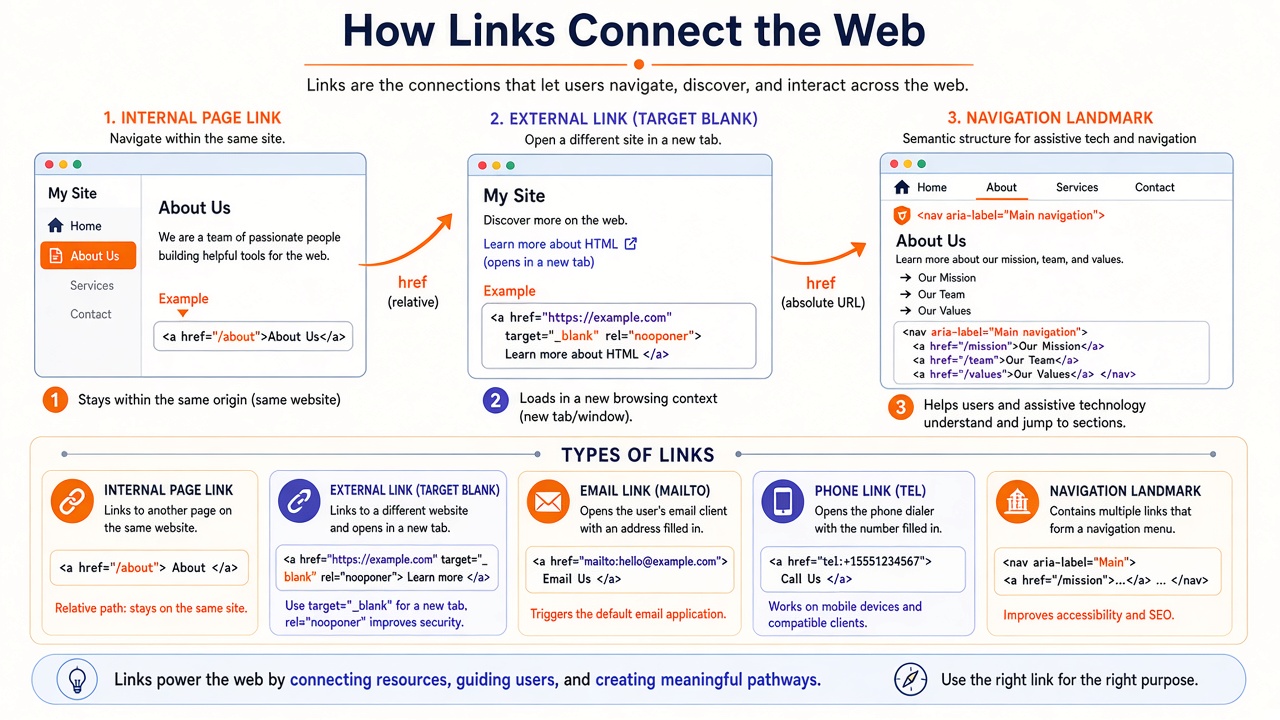 How Links Connect the Web
Links are the connections that let users navigate, discover, and interact across the web.
1. INTERNAL PAGE LINK
Navigate within the same site.
My Site
Home
About Us
Services
Contact
About Us
We are a team of passionate people
building helpful tools for the web.
Example
<a href="/about">About Us</a>
1 Stays within the same origin (same website)
href
(relative)
2. EXTERNAL LINK (TARGET BLANK)
Open a different site in a new tab.
My Site
Discover more on the web.
Learn more about HTML
(opens in a new tab)
Example
<a href="https://example.com"
target="_blank" rel="nooponer">
Learn more about HTML </a>
2 Loads in a new browsing context
(new tab/window).
href
(absolute URL)
3. NAVIGATION LANDMARK
Semantic structure for assistive tech and navigation
Home About Services Contact
<nav aria-label="Main navigation">
About Us
Learn more about our mission, team, and values.
→ Our Mission
→ Our Team
→ Our Values
<nav aria-label="Main navigation">
<a href="/mission">Our Mission</a>
<a href="/team">Our Team</a>
<a href="/values">Our Values</a> </nav>
3 Helps users and assistive technology
understand and jump to sections.
TYPES OF LINKS
INTERNAL PAGE LINK
Links to another page on
the same website.
<a href="/about"> About </a>
Relative path: stays on the same site.
EXTERNAL LINK (TARGET BLANK)
Links to a different website
and opens in a new tab.
<a href="https://example.com" target="_
blank" rel="nooponer"> Learn more </a>
Use target="_blank" for a new tab,
rel="nooponer" improves security.
EMAIL LINK (MAILTO)
Opens the user's email client
with an address filled in.
<a href="mailto:hello@example.com">
Email Us </a>
Triggers the default email application.
PHONE LINK (TEL)
Opens the phone dialer
with the number filled in.
<a href="tel:+15551234567">
Call Us </a>
Works on mobile devices and
compatible clients.
NAVIGATION LANDMARK
Contains multiple links that
form a navigation menu.
<nav aria-label="Main">
<a href="/mission">...</a> ... </nav>
Improves accessibility and SEO.
Links power the web by connecting resources, guiding users, and creating meaningful pathways.
Use the right link for the right purpose.